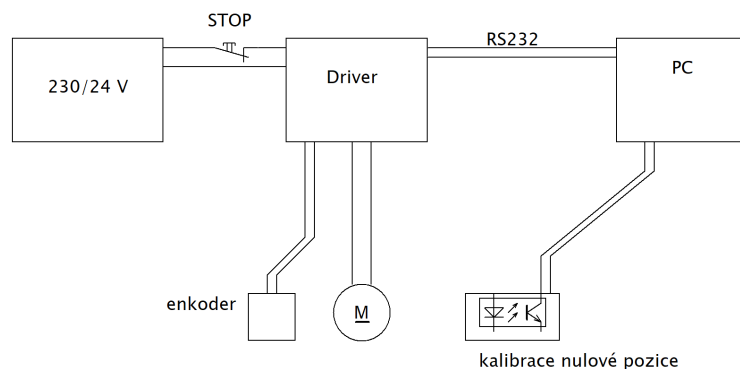 STOP
RS232
230/24 V
Driver
PC
enkoder
M
kalibrace nulové pozice